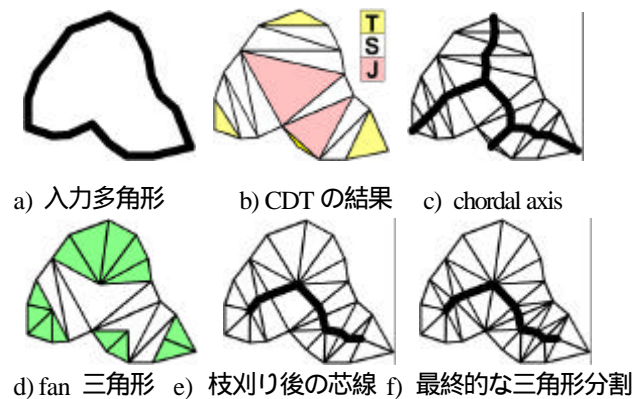 T
S
J
a) 入力多角形
b) CDT の結果
c) chordal axis
d) fan 三角形
e) 枝刈り後の芯線
f) 最終的な三角形分割